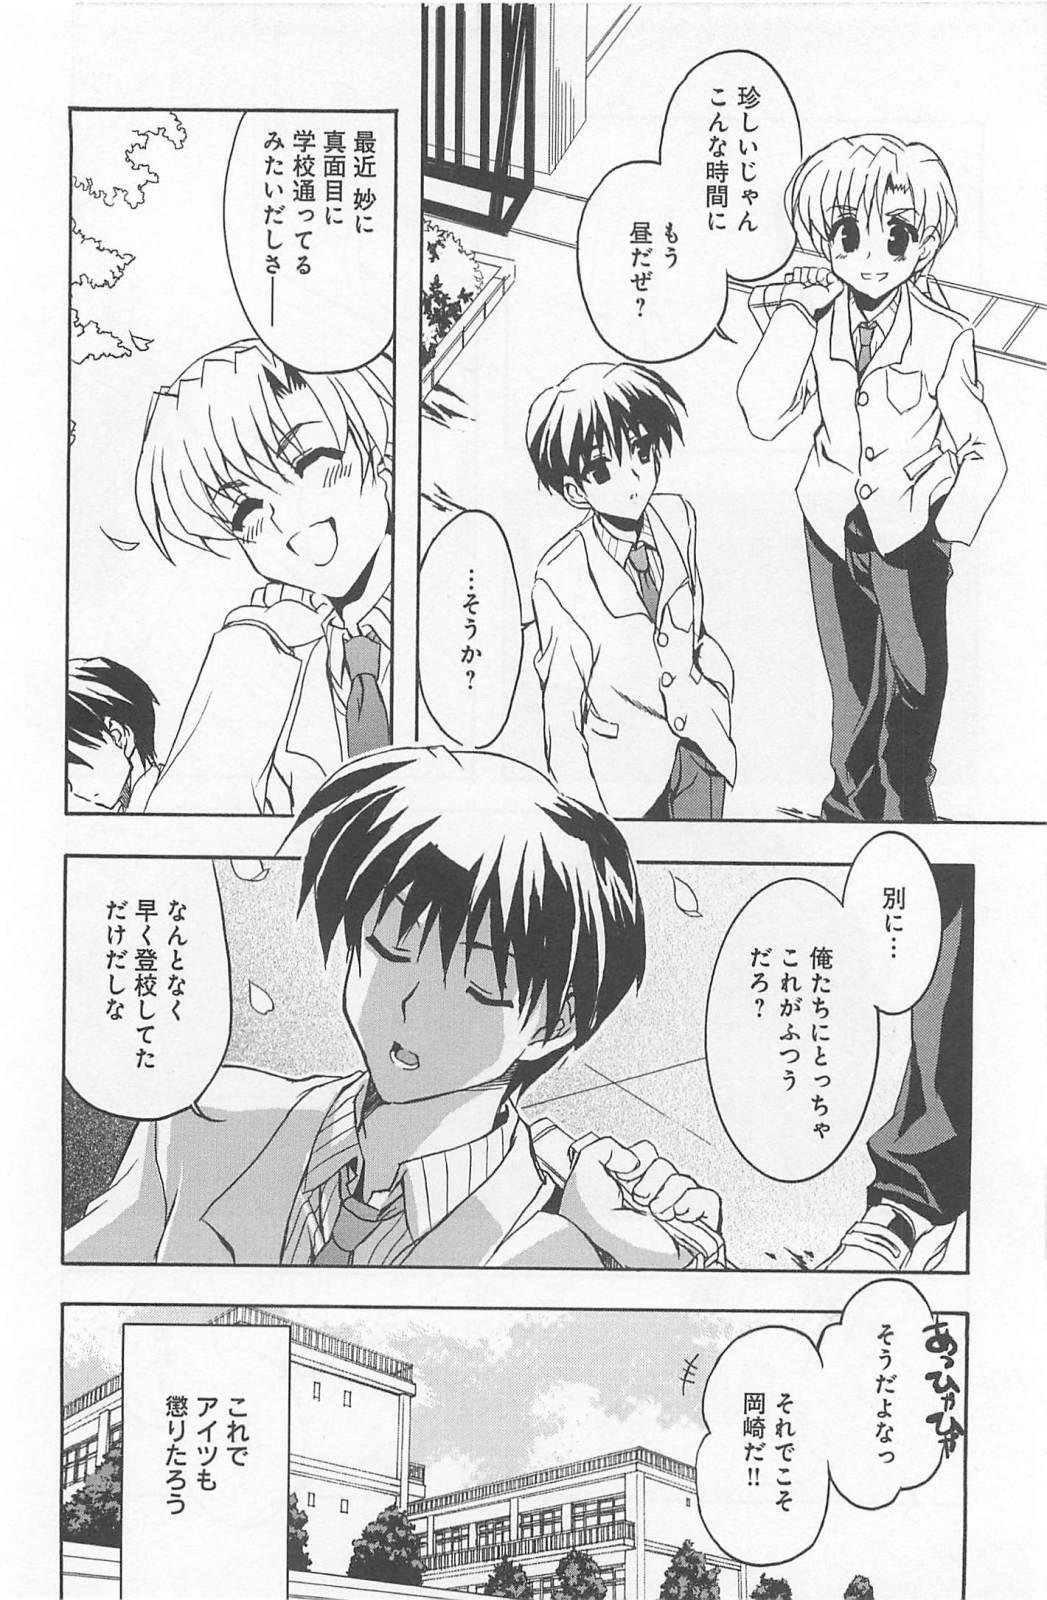 珍しいじゃん
こんな時間に
もう
昼だぜ?
…そうか?
最近 妙に
真面目に
学校通ってる
みたいだしさ――
別に…
俺たちにとっちゃ
これがふつう
だろ?
なんとなく
早く登校してた
だけだしな
そうだよなっ
あっひゃひゃ
それでこそ
岡崎だ!!
これで
アイツも
懲りたろう